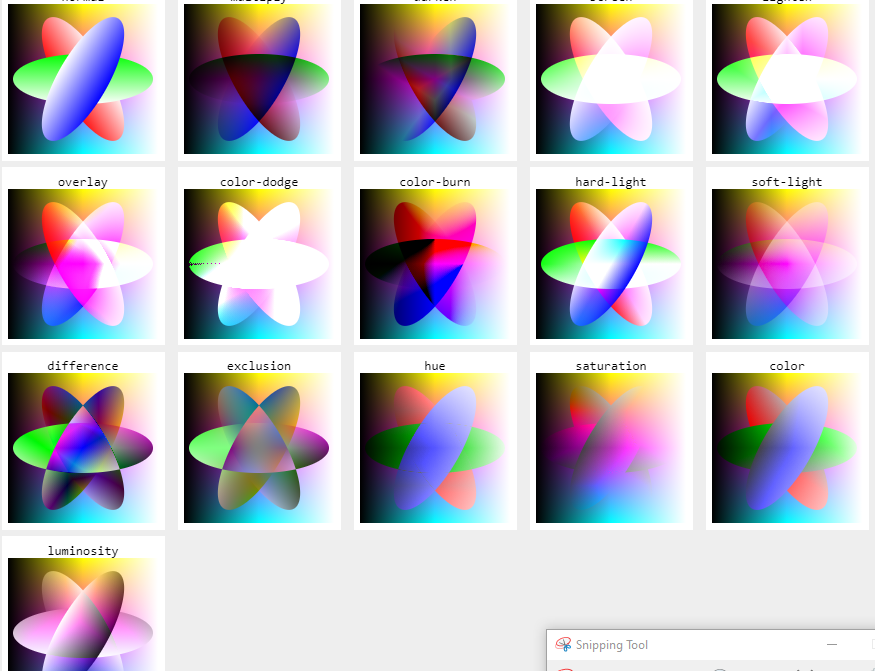 normal
multiply
darken
screen
lighten
overlay
color-dodge
color-burn
hard-light
soft-light
difference
exclusion
hue
saturation
color
luminosity
Snipping Tool